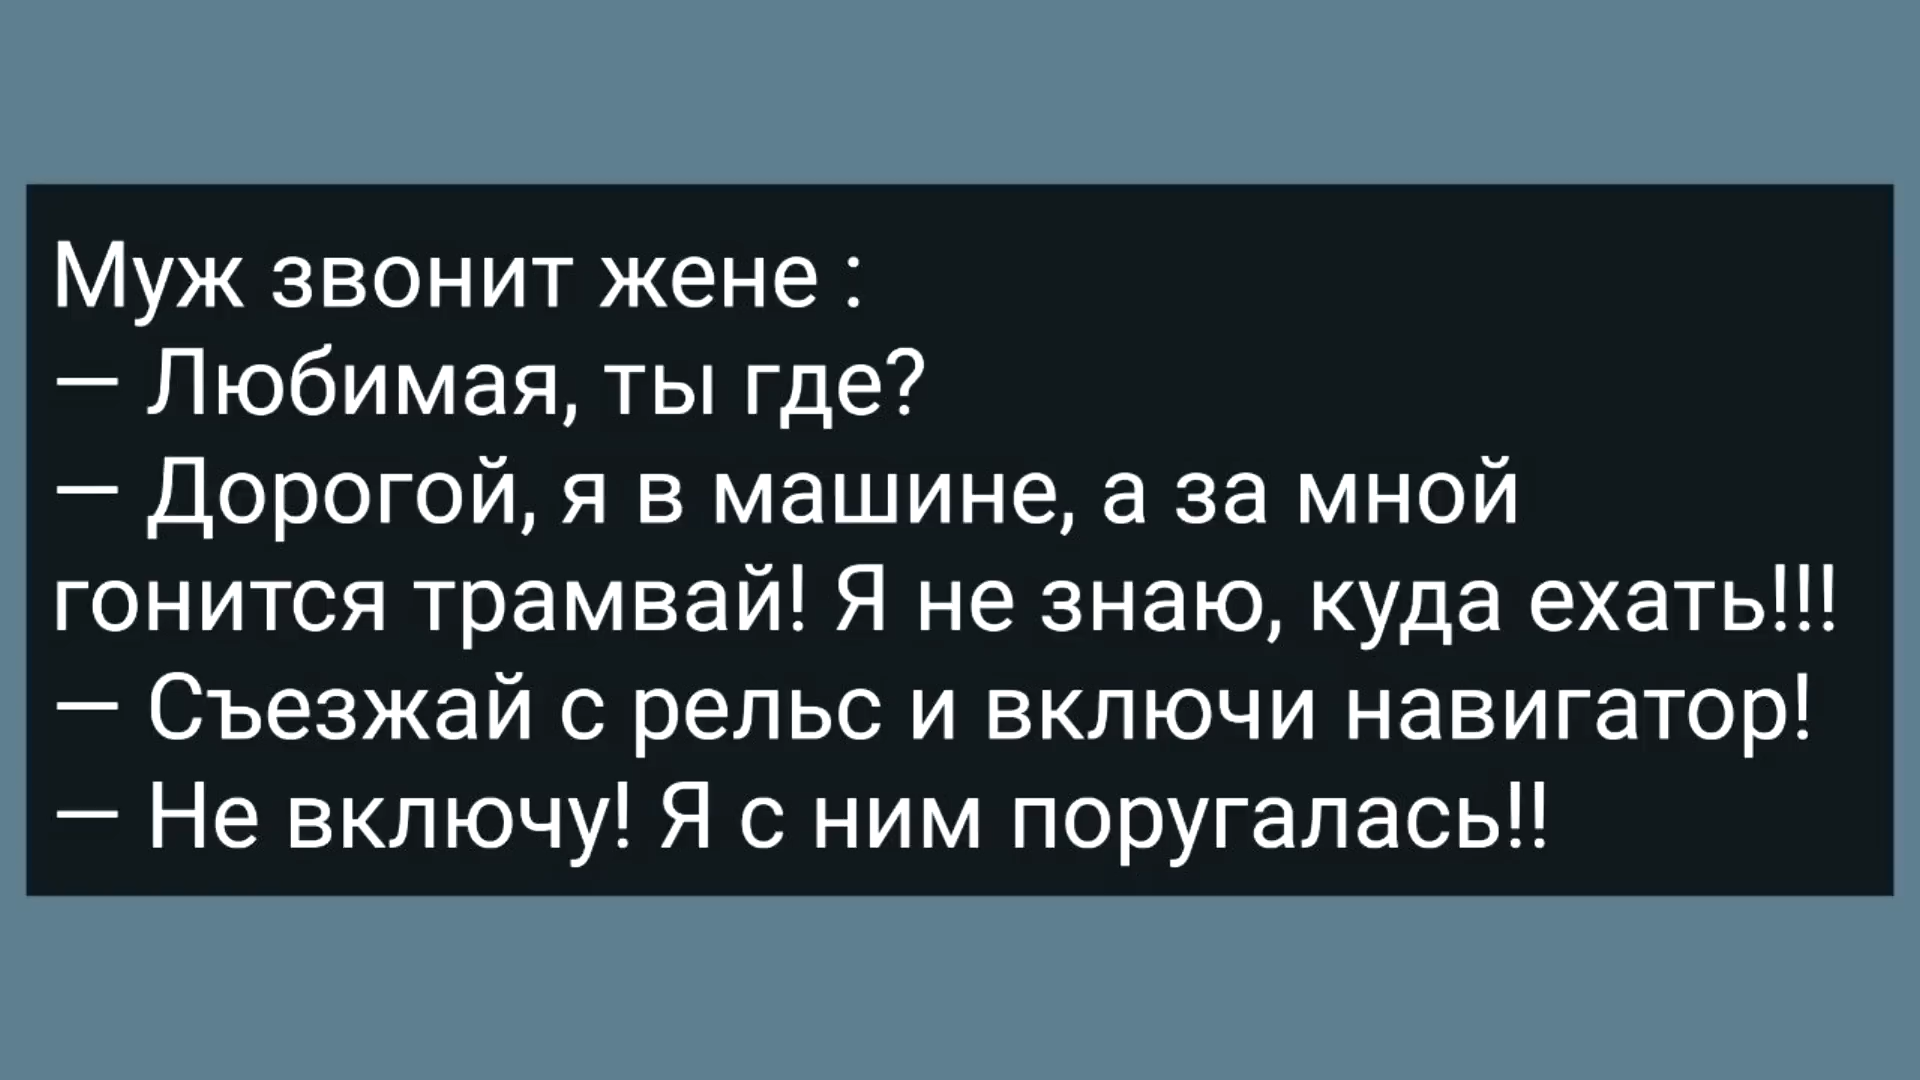 Муж звонит жене :
— Любимая, ты где?
— Дорогой, я в машине, а за мной
гонится трамвай! Я не знаю, куда ехать!!!
— Съезжай с рельс и включи навигатор!
— Не включу! Я с ним поругалась!!